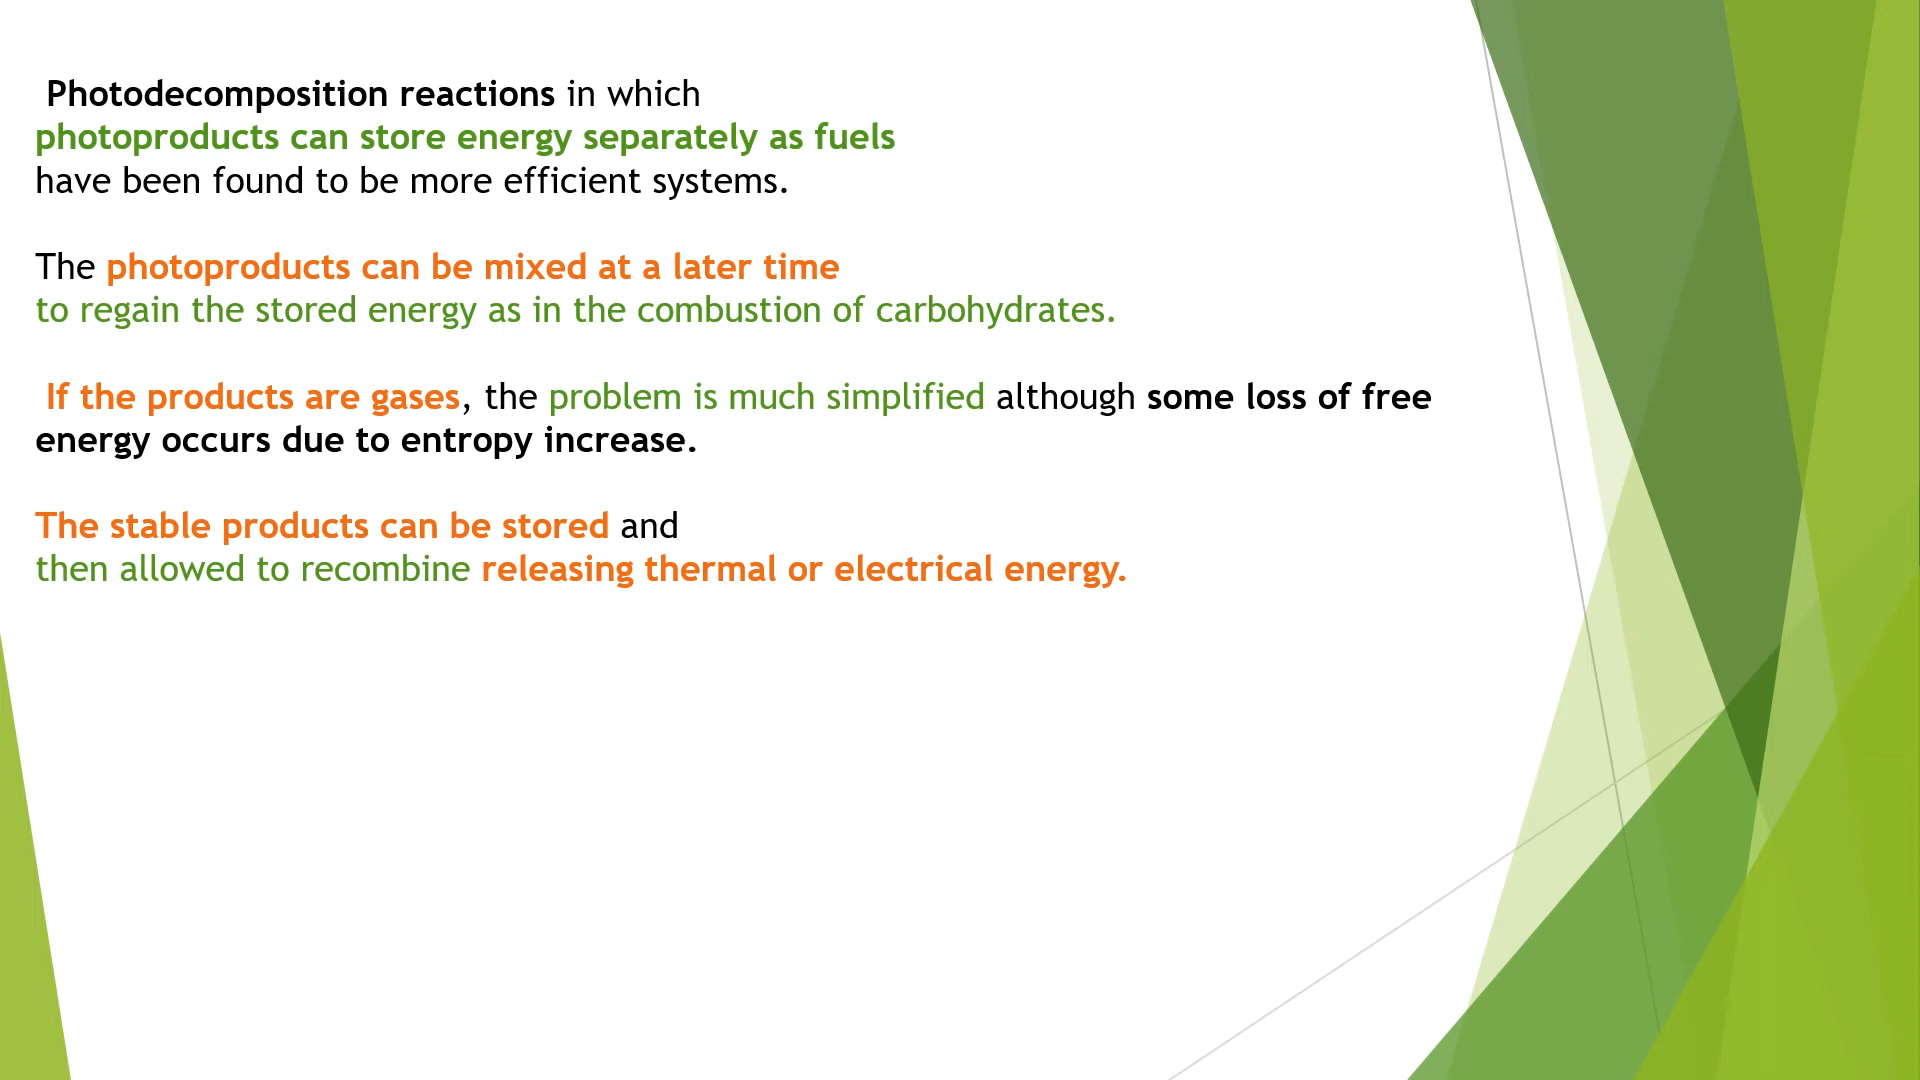 Photodecomposition reactions in which
photoproducts can store energy separately as fuels
have been found to be more efficient systems.
The photoproducts can be mixed at a later time
to regain the stored energy as in the combustion of carbohydrates.
If the products are gases, the problem is much simplified although some loss of free
energy occurs due to entropy increase.
The stable products can be stored and
then allowed to recombine releasing thermal or electrical energy.